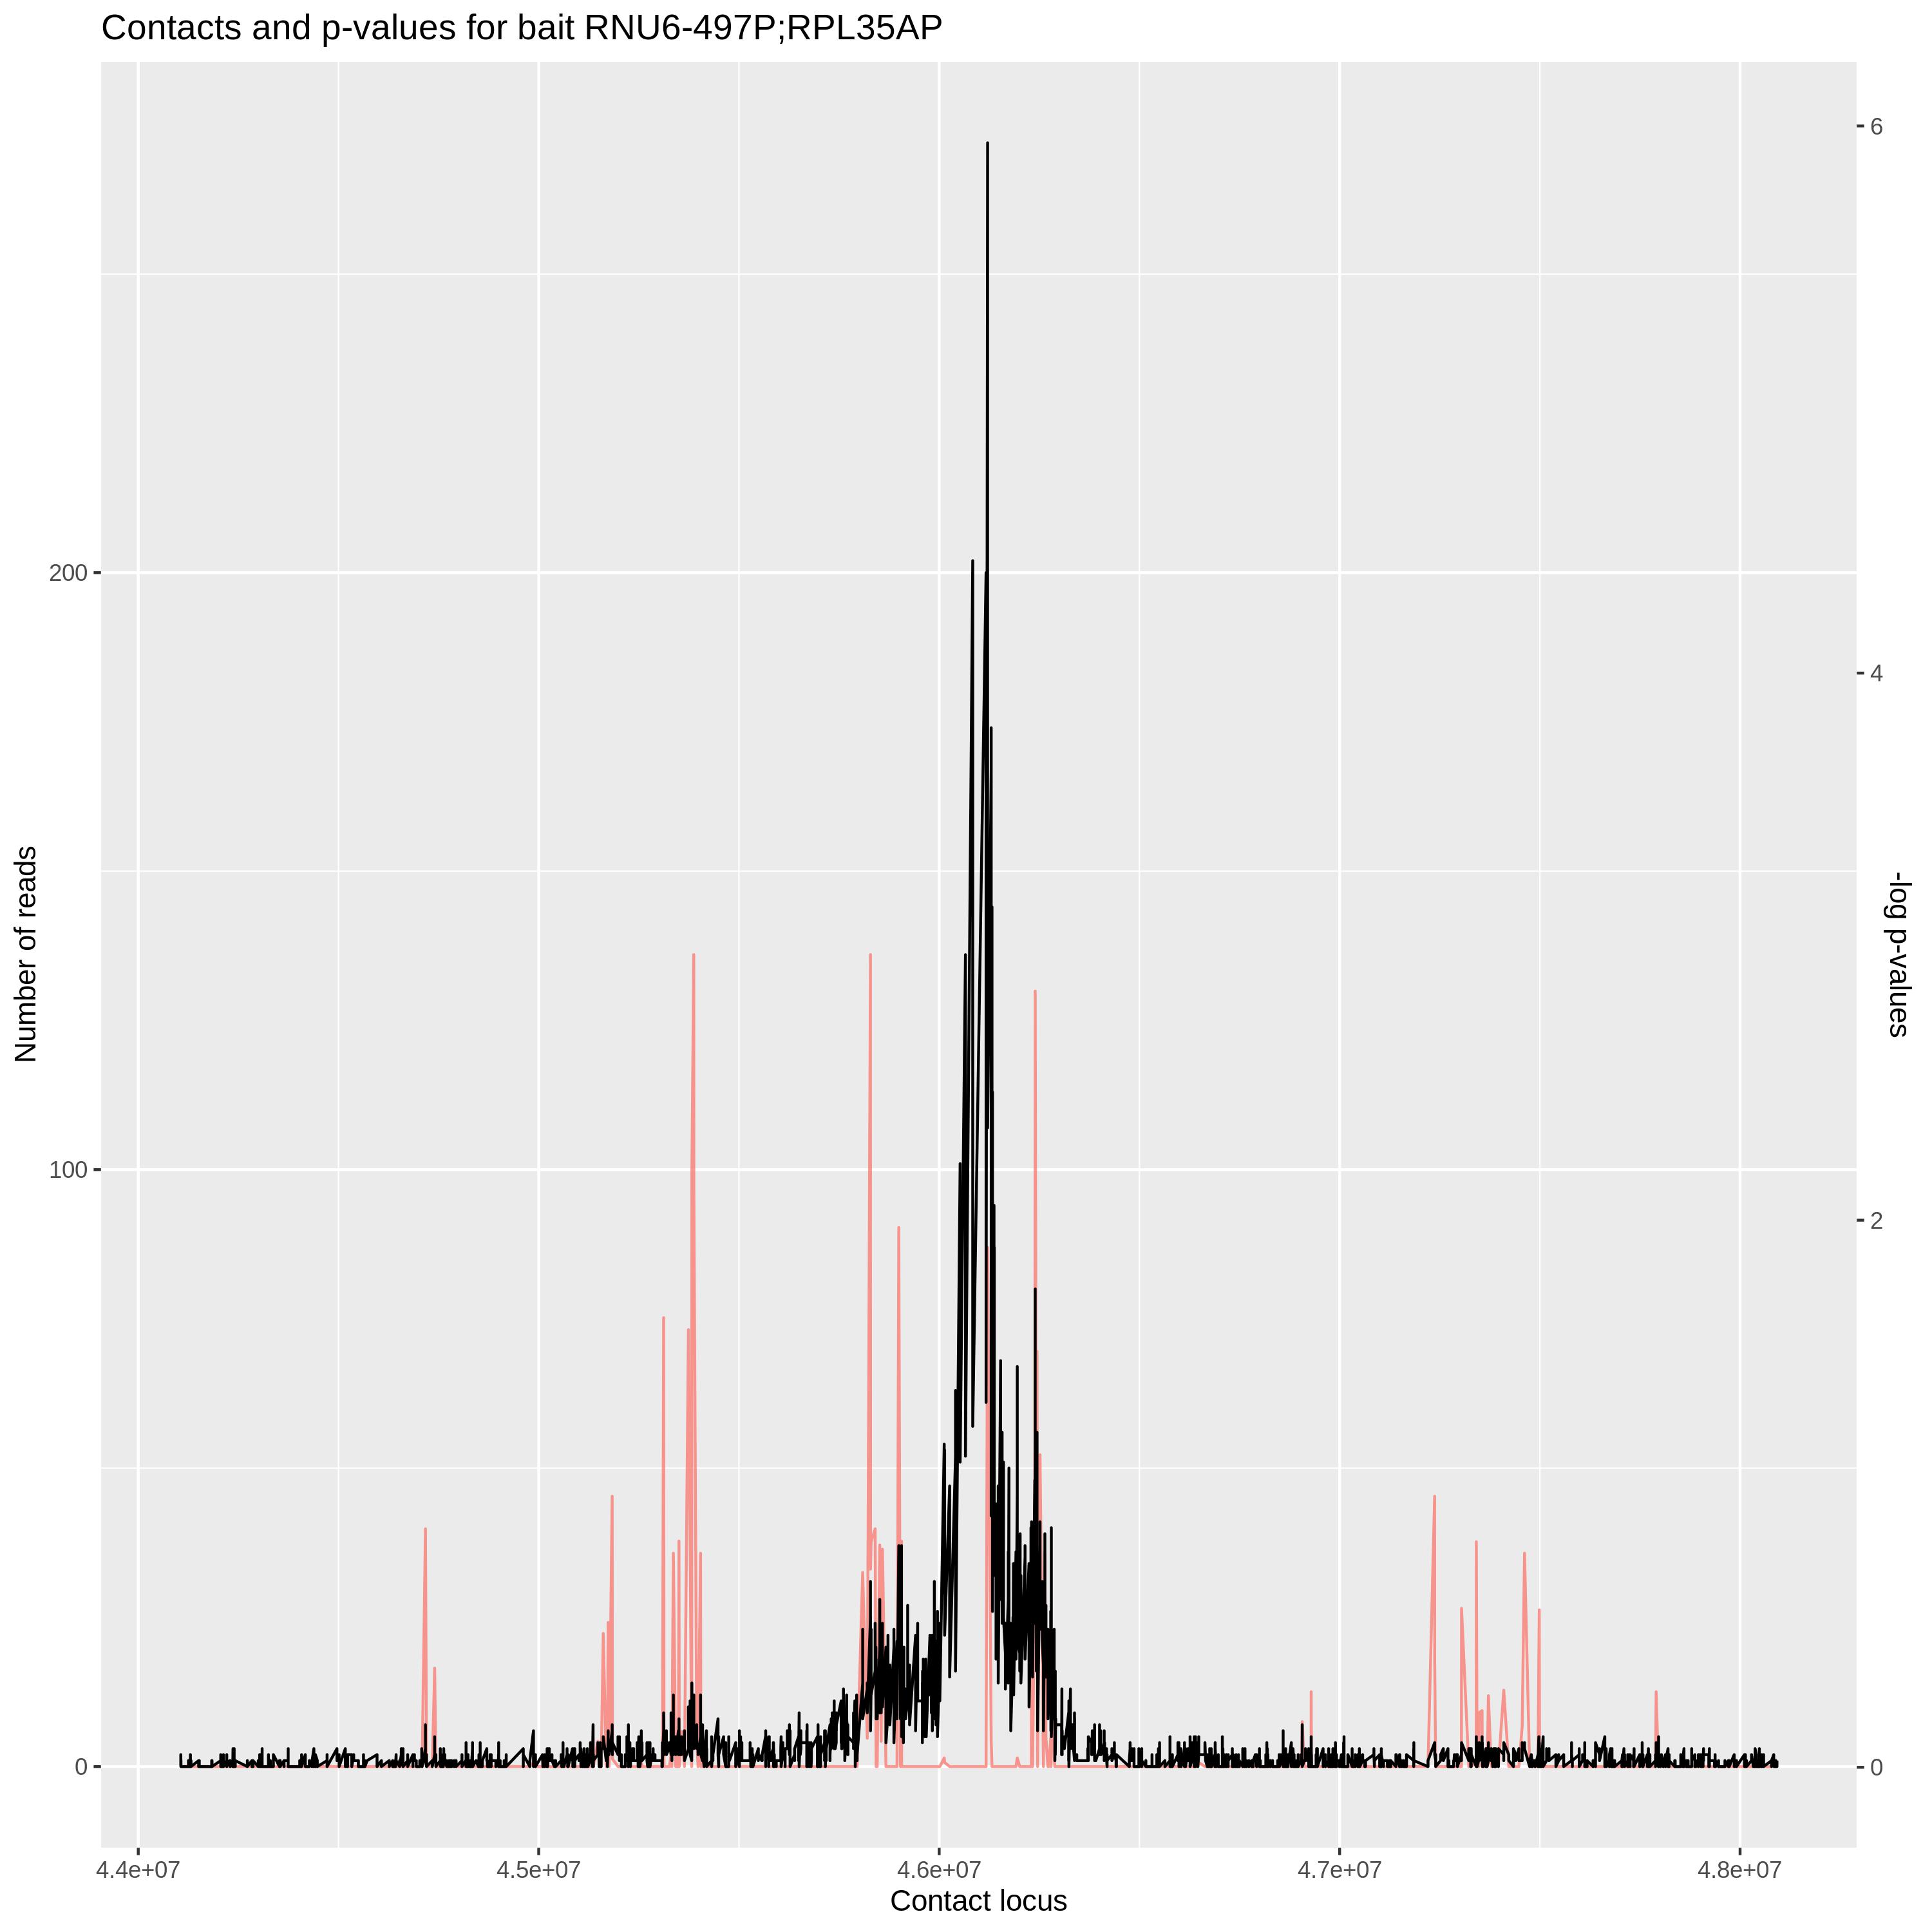 Contacts and p-values for bait RNU6-497P;RPL35AP
6
200
4
Number of reads
-log p-values
2
100
0
0
4.4e+07 4.5e+07 4.6e+07 4.7e+07 4.8e+07
Contact locus